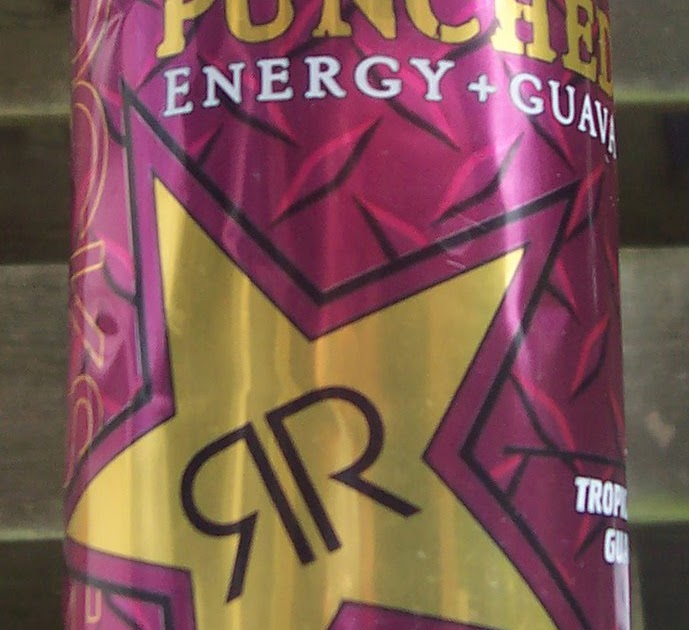 PUNCHED
ENERGY + GUAVA
RR